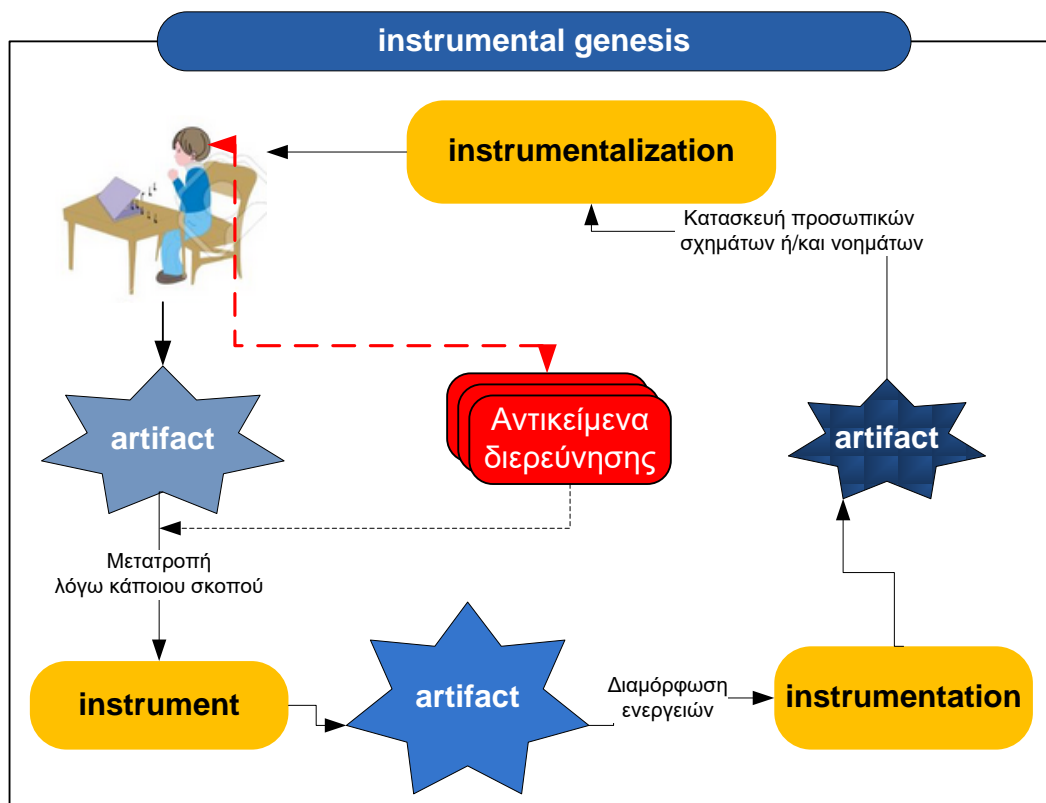 instrumental genesis
instrumentalization
Κατασκευή προσωπικών
σχημάτων ή/και νοημάτων
artifact
Αντικείμενα
διερεύνησης
artifact
Μετατροπή
λόγω κάποιου σκοπού
instrument
artifact
Διαμόρφωση
ενεργειών
instrumentation